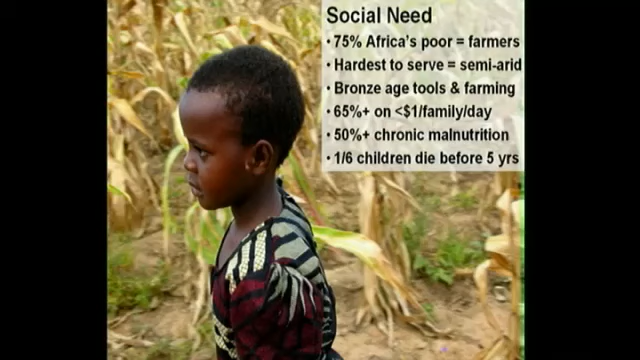 Social Need
• 75% Africa's poor = farmers
• Hardest to serve = semi-arid
• Bronze age tools & farming
• 65%+ on <$1/family/day
• 50%+ chronic malnutrition
• 1/6 children die before 5 yrs